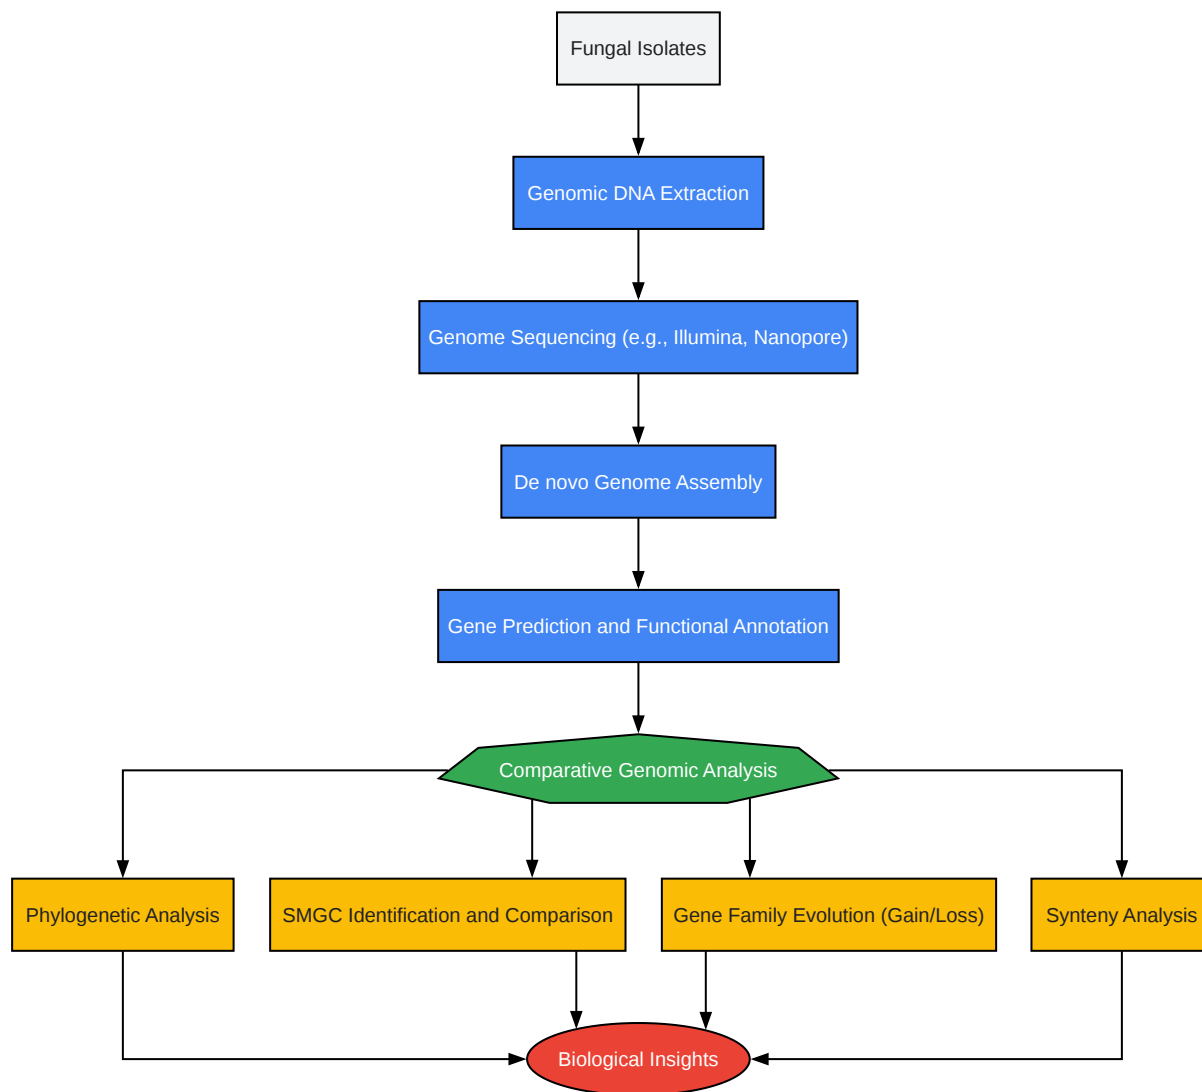 Fungal Isolates
Genomic DNA Extraction
Genome Sequencing (e.g., Illumina, Nanopore)
De novo Genome Assembly
Gene Prediction and Functional Annotation
Comparative Genomic Analysis
Phylogenetic Analysis
SMGC Identification and Comparison
Gene Family Evolution (Gain/Loss)
Synteny Analysis
Biological Insights